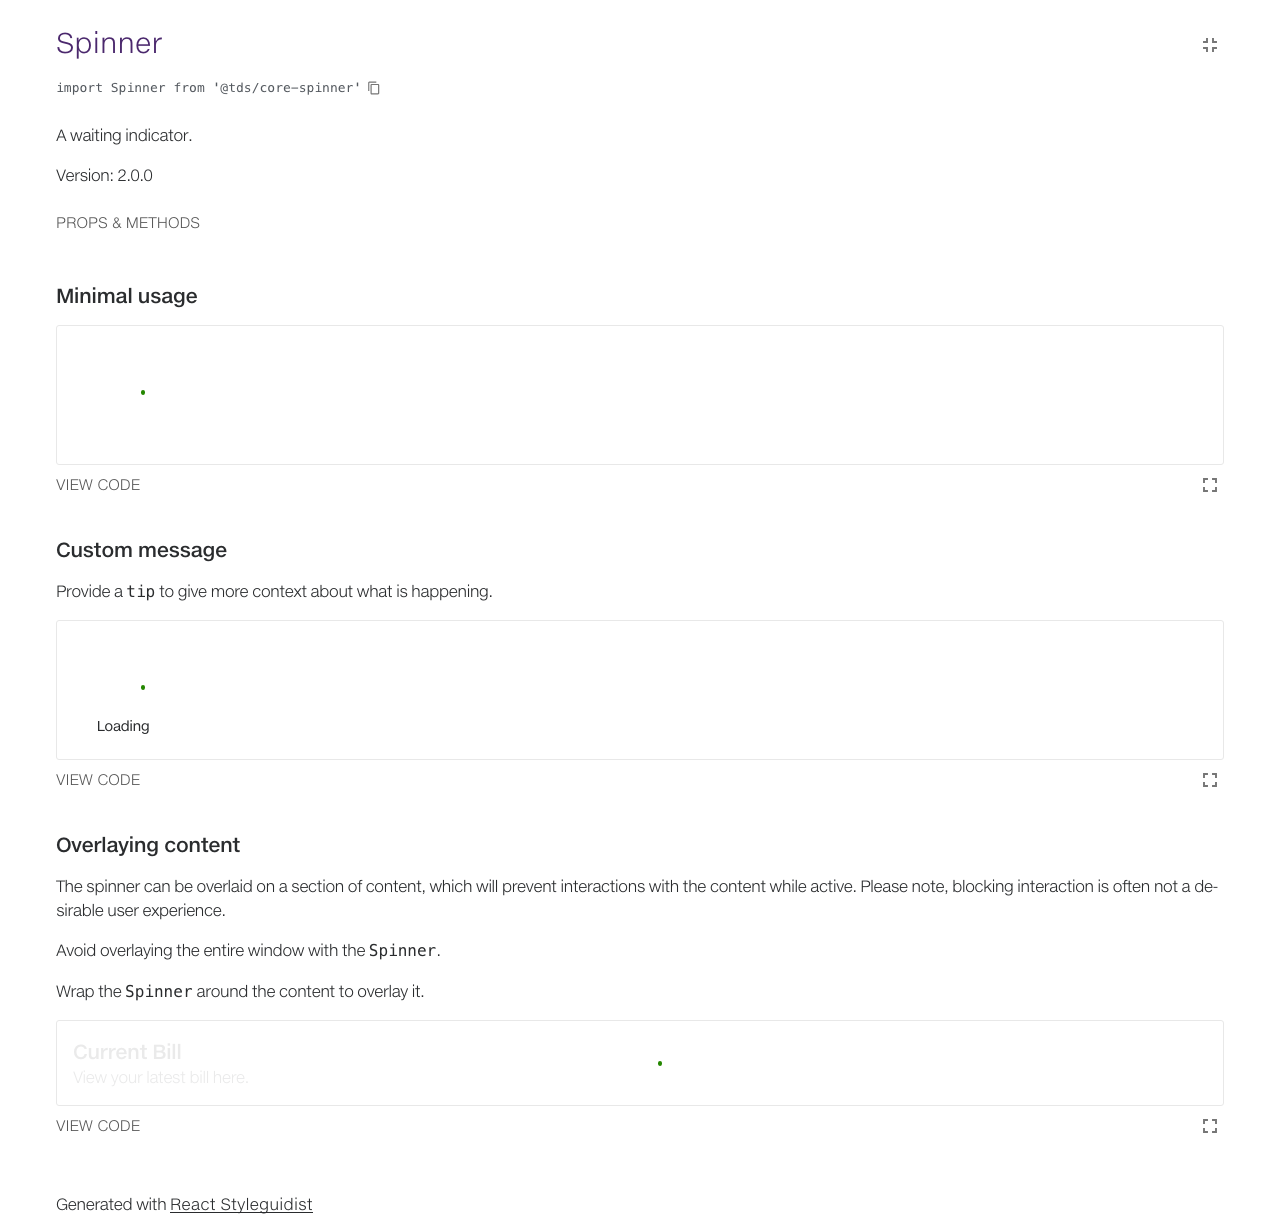 Spinner
import Spinner from '@tds/core-spinner'
A waiting indicator.
Version: 2.0.0
PROPS & METHODS
Minimal usage
VIEW CODE
Custom message
Provide a tip to give more context about what is happening.
Loading
VIEW CODE
Overlaying content
The spinner can be overlaid on a section of content, which will prevent interactions with the content while active. Please note, blocking interaction is often not a de-
sirable user experience.
Avoid overlaying the entire window with the Spinner.
Wrap the Spinner around the content to overlay it.
Current Bill
View your latest bill here.
VIEW CODE
Generated with React Styleguidist